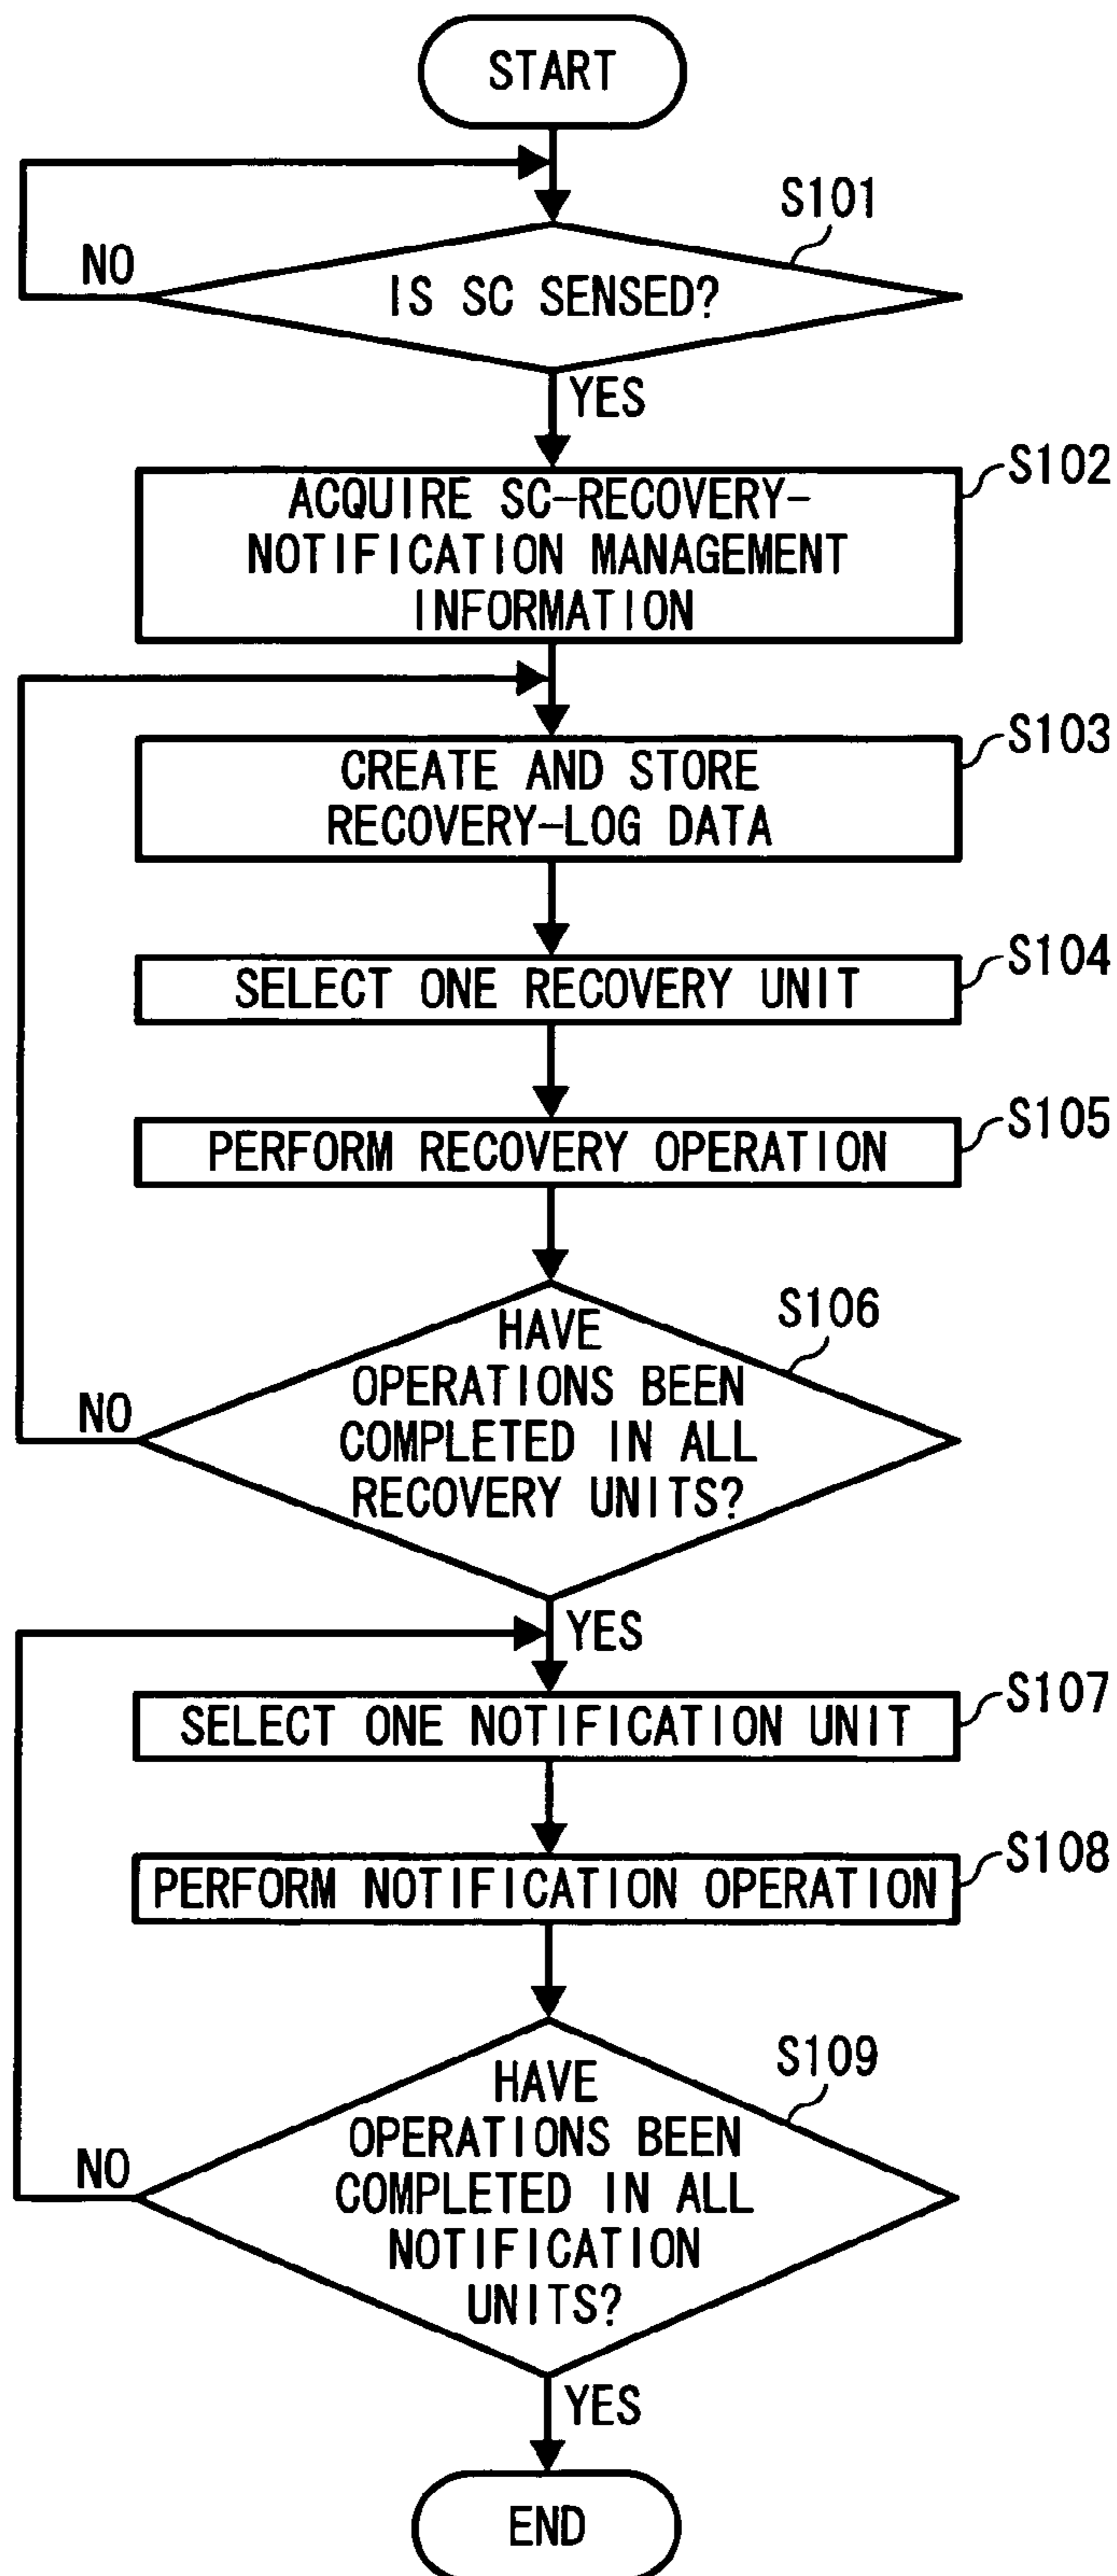 START
S101
NO
IS SC SENSED?
YES
S102
ACQUIRE SC-RECOVERY-
NOTIFICATION MANAGEMENT
INFORMATION
S103
CREATE AND STORE
RECOVERY-LOG DATA
S104
SELECT ONE RECOVERY UNIT
S105
PERFORM RECOVERY OPERATION
S106
HAVE
OPERATIONS BEEN
NO
COMPLETED IN ALL
RECOVERY UNITS?
YES
S107
SELECT ONE NOTIFICATION UNIT
S108
PERFORM NOTIFICATION OPERATION
S109
HAVE
OPERATIONS BEEN
NO
COMPLETED IN ALL
NOTIFICATION
UNITS?
YES
END